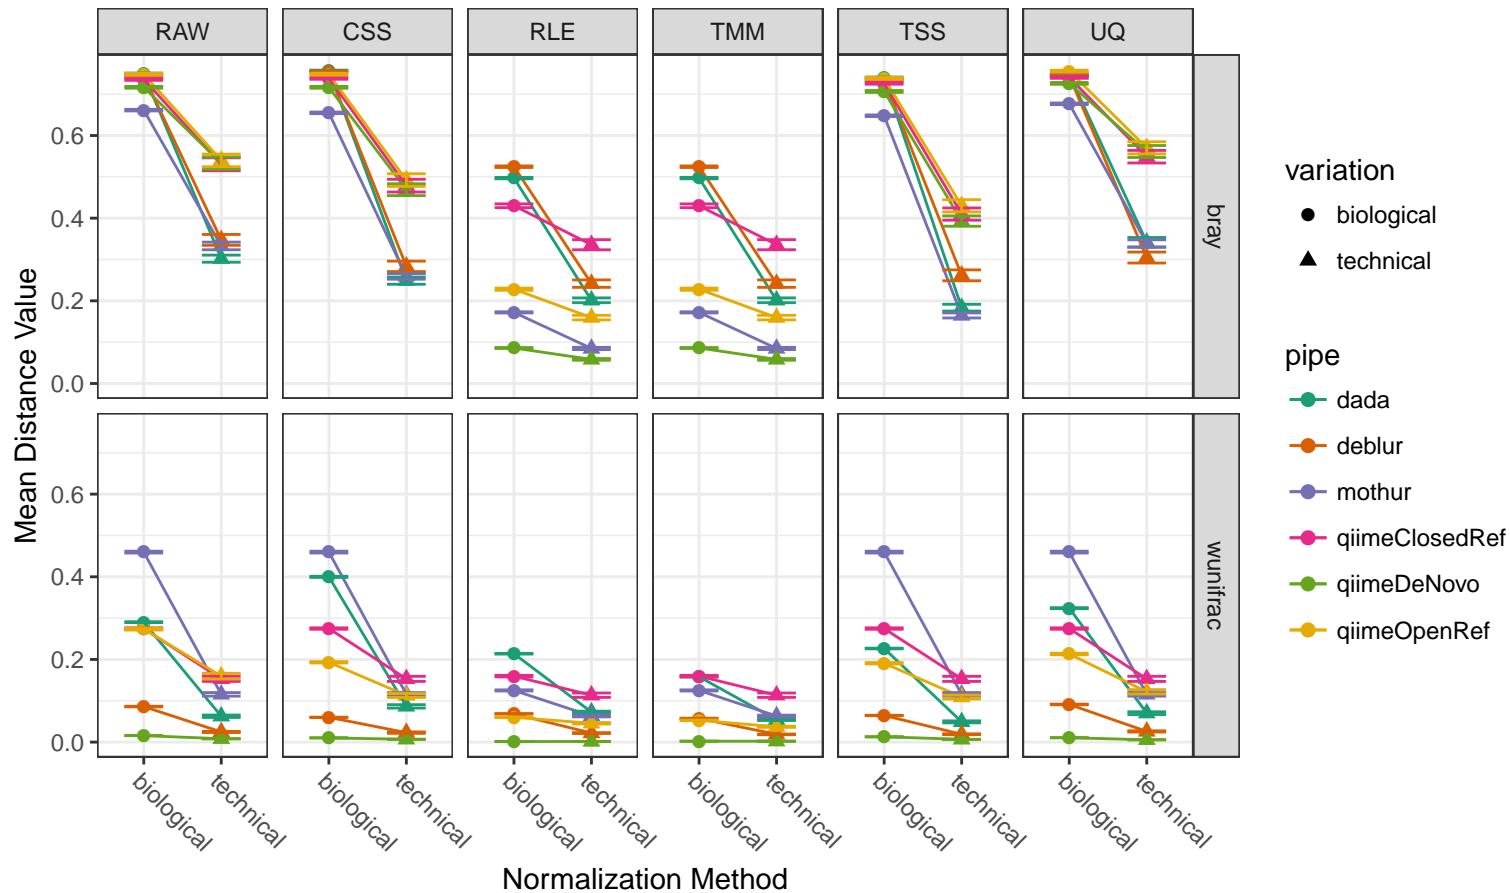 RAW CSS RLE TMM TSS UQ
Mean Distance Value
0.6
0.4
0.2
0.0
bray
0.6
0.4
0.2
0.0
wunifrac
biological technical biological technical biological technical biological technical biological technical biological technical
Normalization Method
variation
biological
technical
pipe
dada
deblur
mothur
qiimeClosedRef
qiimeDeNovo
qiimeOpenRef